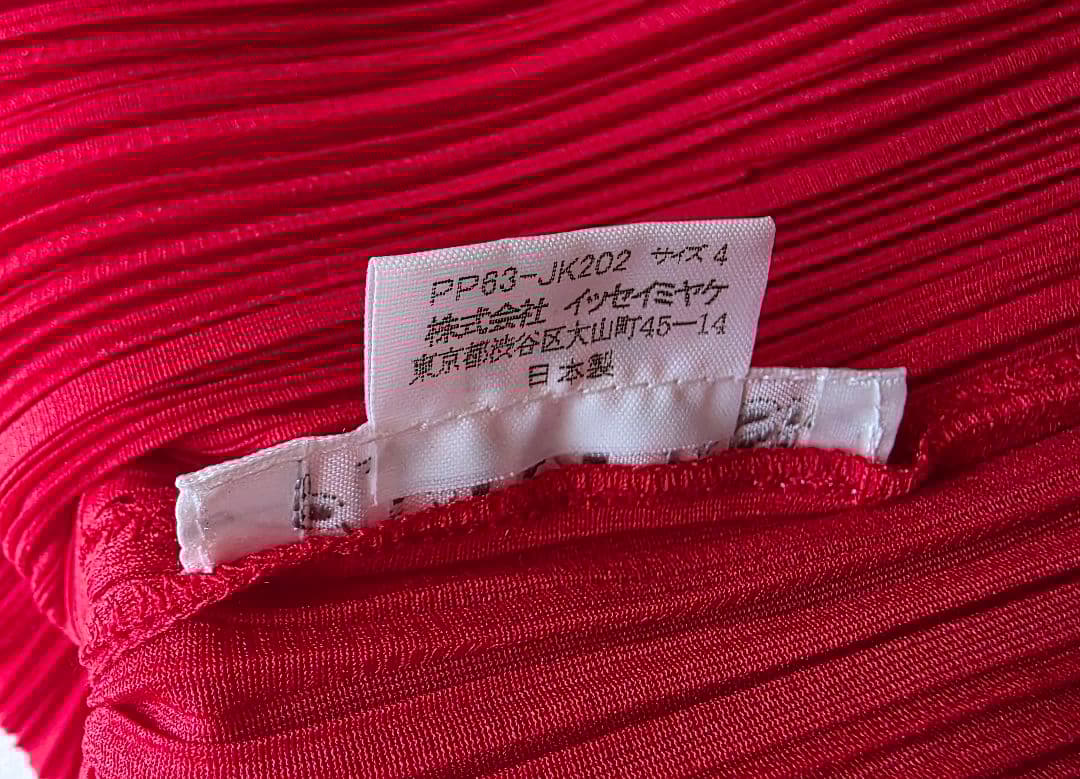 PP63-JK202 サイズ 4
株式会社 イッセイミヤケ
東京都渋谷区大山町45-14
日本製